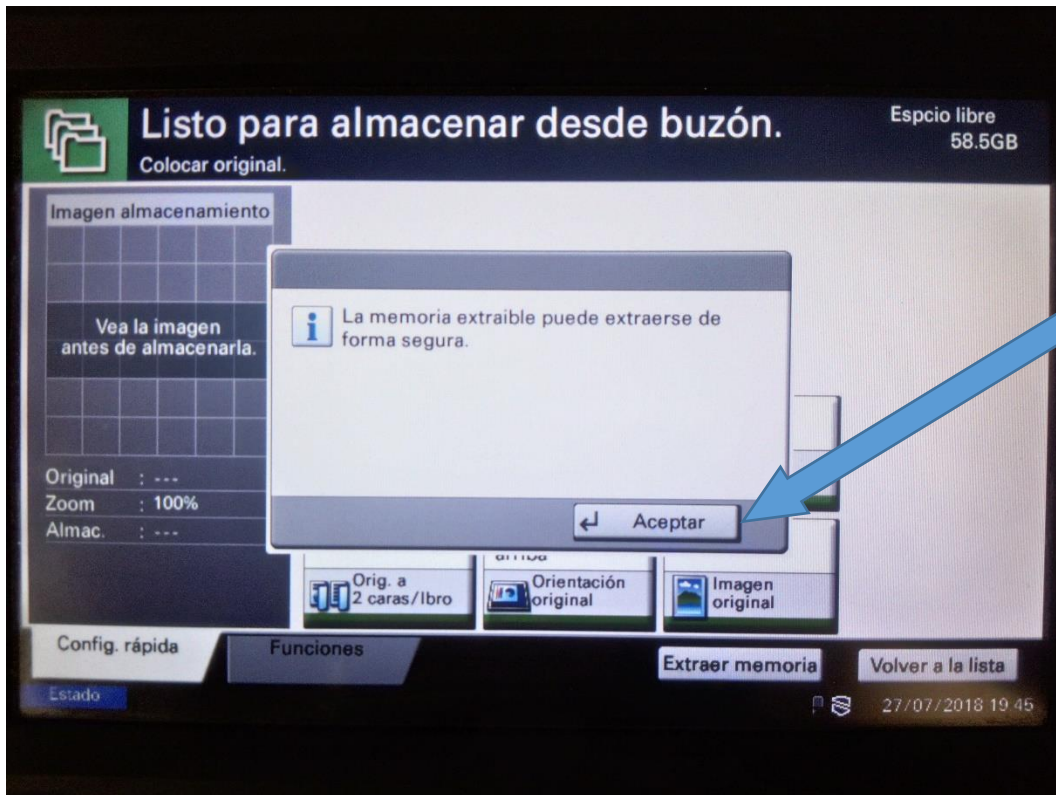 Listo para almacenar desde buzón.
Colocar original.
Espcio libre
58.5GB
Imagen almacenamiento
Vea la imagen
antes de almacenarla.
Original : ---
Zoom : 100%
Almac. : ---
La memoria extraible puede extraerse de
forma segura.
Aceptar
arriba
Orig. a
2 caras/lbro
Orientación
original
Imagen
original
Config. rápida
Funciones
Extraer memoria
Volver a la lista
Estado
27/07/2018 19:45